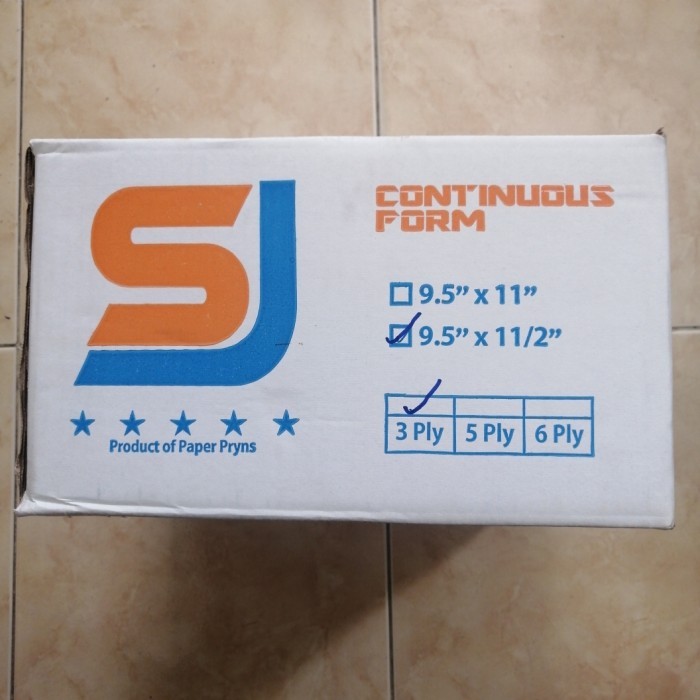 SJ
Product of Paper Pryns
CONTINUOUS
FORM
9.5” x 11”
9.5” x 11/2”
3 Ply 5 Ply 6 Ply